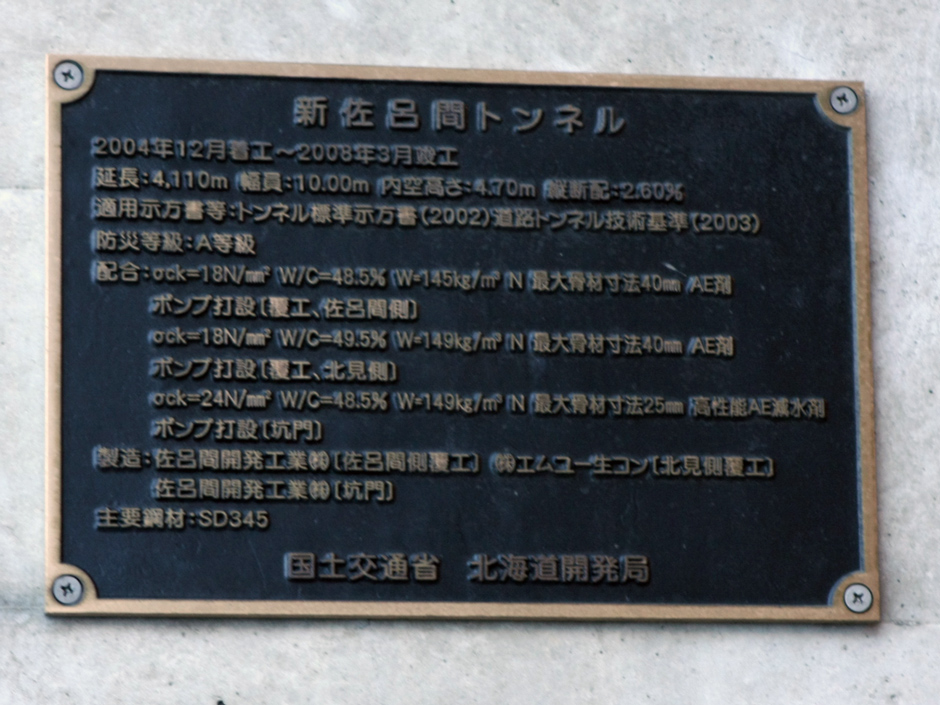 新佐呂間トンネル
2004年12月着工～2008年3月竣工
延長:4,110m 幅員:10.00m 内空高さ:4.70m 縦断配:2.60%
適用示方書等:トンネル標準示方書(2002)道路トンネル技術基準(2003)
防災等級:A等級
配合:σck=18N/㎟ W/C=48.5% W=145kg/㎥ N 最大骨材寸法40㎜ AE剤
ポンプ打設〔覆工、佐呂間側〕
σck=18N/㎟ W/C=49.5% W=149kg/㎥ N 最大骨材寸法40㎜ AE剤
ポンプ打設〔覆工、北見側〕
σck=24N/㎟ W/C=48.5% W=149kg/㎥ N 最大骨材寸法25㎜ 高性能AE減水剤
ポンプ打設〔坑門〕
製造:佐呂間開発工業㈱〔佐呂間側覆工〕 ㈱エムユー生コン〔北見側覆工〕
佐呂間開発工業㈱〔坑門〕
主要鋼材:SD345
国土交通省 北海道開発局